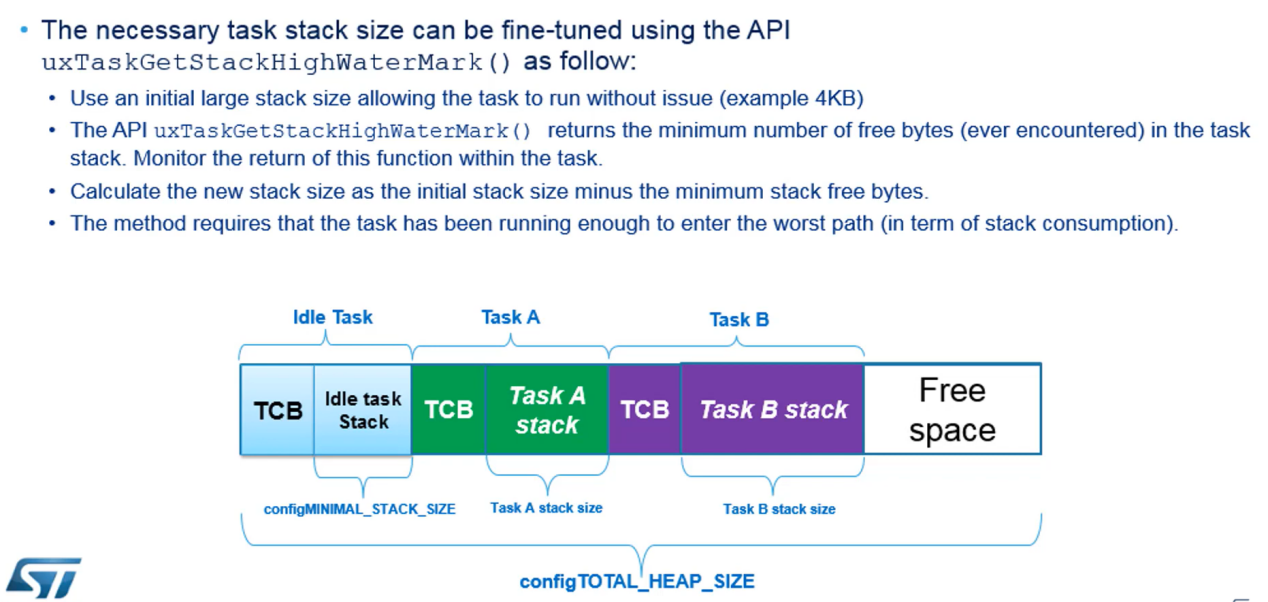 • The necessary task stack size can be fine-tuned using the API
uxTaskGetStackHighWaterMark() as follow:
• Use an initial large stack size allowing the task to run without issue (example 4KB)
• The API uxTaskGetStackHighWaterMark() returns the minimum number of free bytes (ever encountered) in the task
stack. Monitor the return of this function within the task.
• Calculate the new stack size as the initial stack size minus the minimum stack free bytes.
• The method requires that the task has been running enough to enter the worst path (in term of stack consumption).
Idle Task
Task A
Task B
TCB
Idle task
Stack
TCB
Task A
stack
TCB
Task B stack
Free
space
configMINIMAL_STACK_SIZE
Task A stack size
Task B stack size
configTOTAL_HEAP_SIZE
ST